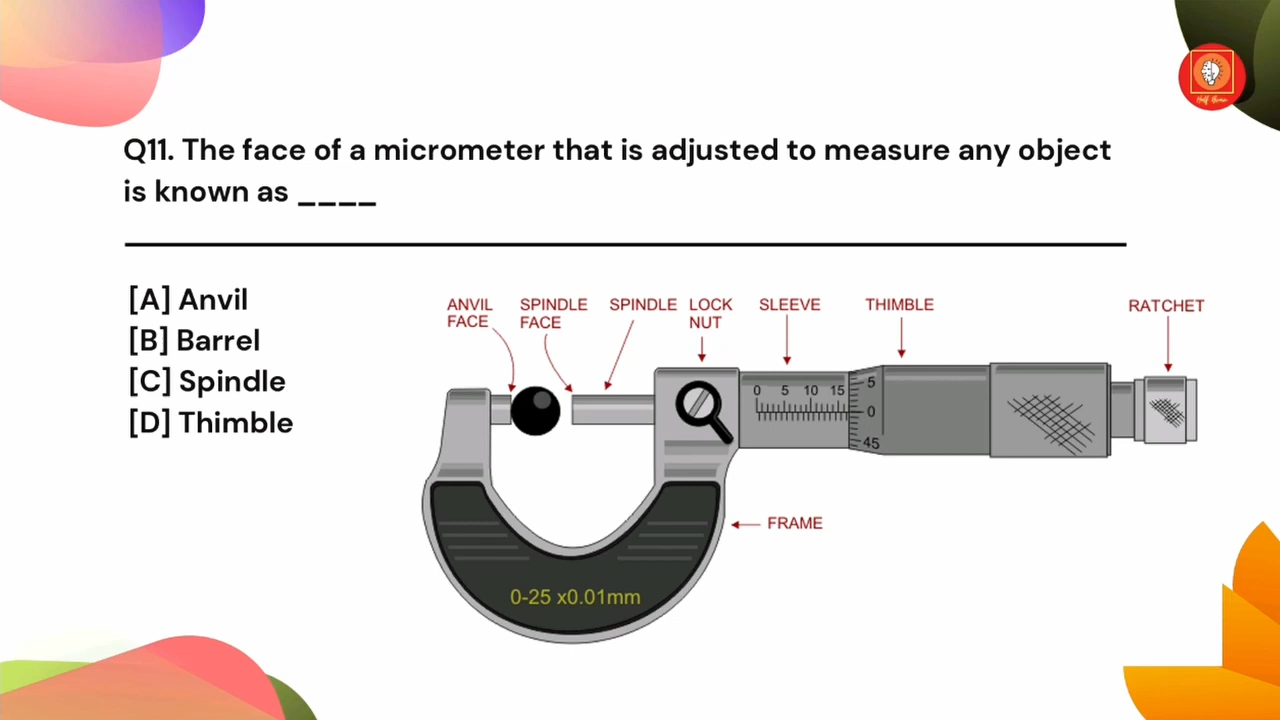 Q11. The face of a micrometer that is adjusted to measure any object
is known as ____
[A] Anvil
[B] Barrel
[C] Spindle
[D] Thimble
ANVIL FACE
SPINDLE FACE
SPINDLE
LOCK NUT
SLEEVE
THIMBLE
RATCHET
0 5 10 15
5
0
45
FRAME
0-25 x0.01mm